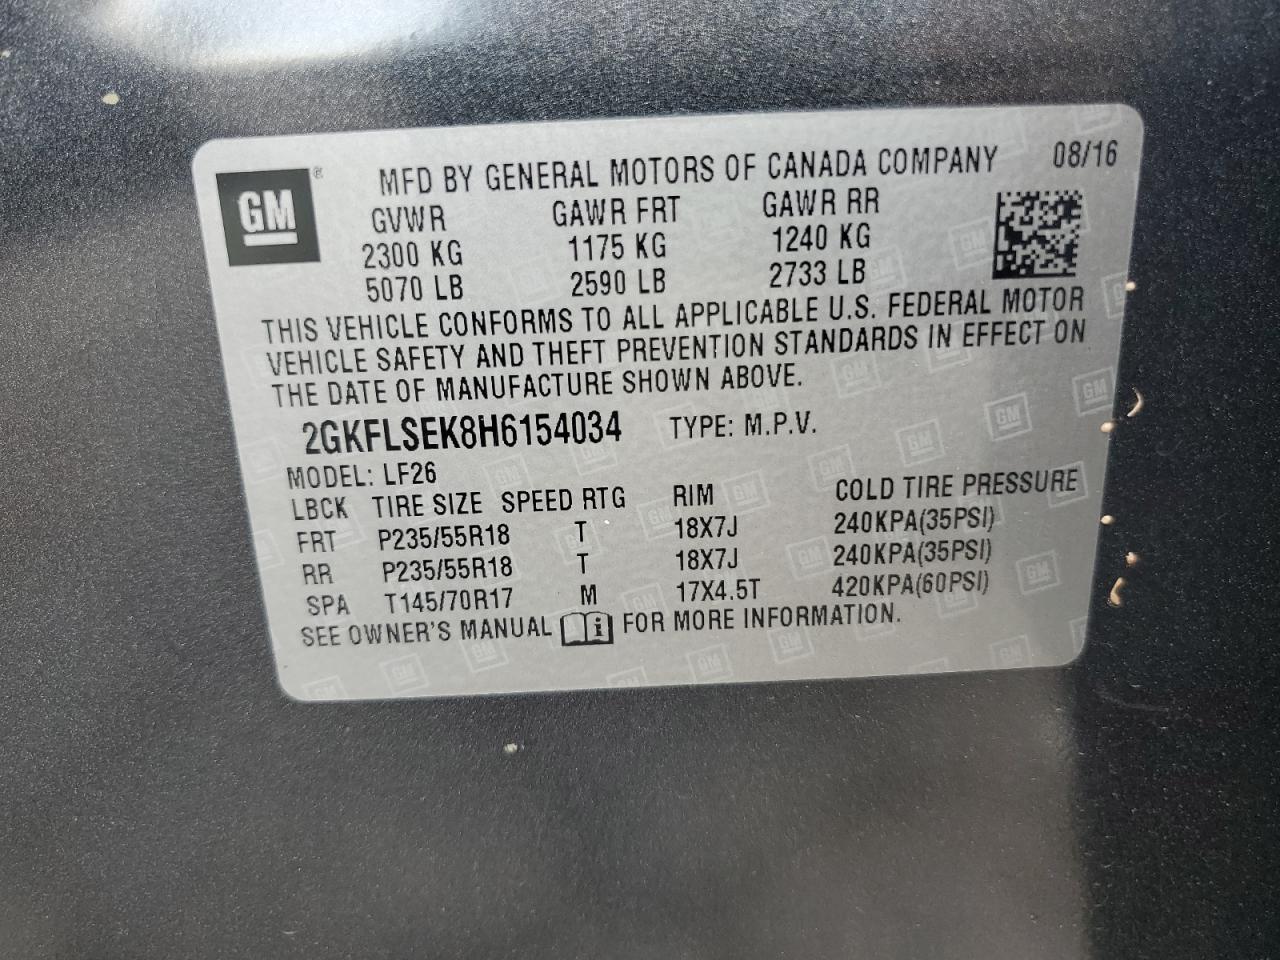 GM ® MFD BY GENERAL MOTORS OF CANADA COMPANY 08/16
GVWR GAWR FRT GAWR RR
2300 KG 1175 KG 1240 KG
5070 LB 2590 LB 2733 LB
THIS VEHICLE CONFORMS TO ALL APPLICABLE U.S. FEDERAL MOTOR
VEHICLE SAFETY AND THEFT PREVENTION STANDARDS IN EFFECT ON
THE DATE OF MANUFACTURE SHOWN ABOVE.
2GKFLSEK8H6154034 TYPE: M.P.V.
MODEL: LF26
LBCK TIRE SIZE SPEED RTG RIM COLD TIRE PRESSURE
FRT P235/55R18 T 18X7J 240KPA(35PSI)
RR P235/55R18 T 18X7J 240KPA(35PSI)
SPA T145/70R17 M 17X4.5T 420KPA(60PSI)
SEE OWNER'S MANUAL i FOR MORE INFORMATION.